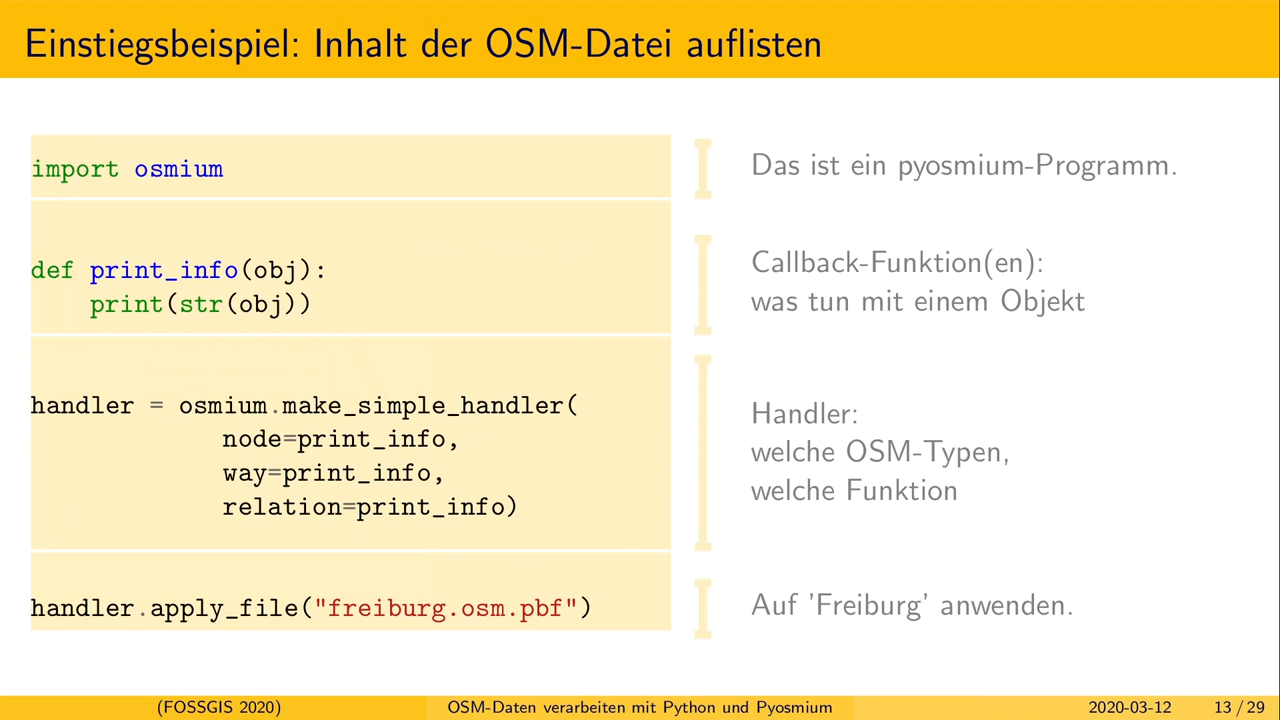 Einstiegsbeispiel: Inhalt der OSM-Datei auflisten
import osmium
Das ist ein pyosmium-Programm.
def print_info(obj):
    print(str(obj))
Callback-Funktion(en):
was tun mit einem Objekt
handler = osmium.make_simple_handler(
             node=print_info,
             way=print_info,
             relation=print_info)
Handler:
welche OSM-Typen,
welche Funktion
handler.apply_file("freiburg.osm.pbf")
Auf 'Freiburg' anwenden.
(FOSSGIS 2020)
OSM-Daten verarbeiten mit Python und Pyosmium
2020-03-12
13 / 29